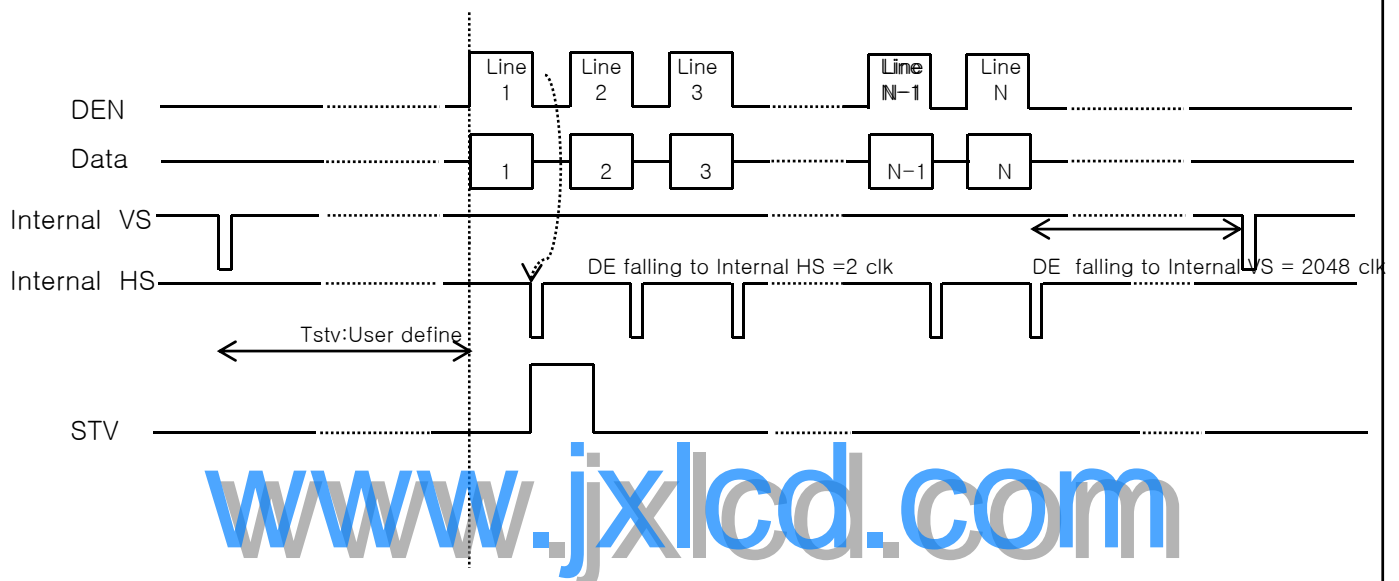 Line 1
Line 2
Line 3
Line N-1
Line N
DEN
Data
1
2
3
N-1
N
Internal VS
DE falling to Internal HS =2 clk
DE falling to Internal VS = 2048 clk
Internal HS
Tstv:User define
STV
www.jxlcd.com